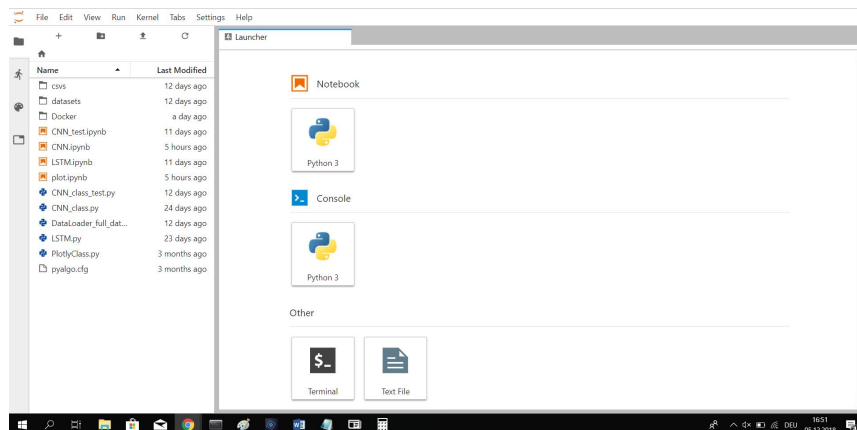 File Edit View Run Kernel Tabs Settings Help
Launcher
Name Last Modified
csvs 12 days ago
datasets 12 days ago
Docker a day ago
CNN_test.ipynb 11 days ago
CNN.ipynb 5 hours ago
LSTM.ipynb 11 days ago
plot.ipynb 5 hours ago
CNN_class_test.py 12 days ago
CNN_class.py 24 days ago
DataLoader_full_dat... 12 days ago
LSTM.py 23 days ago
PlotlyClass.py 3 months ago
pyalgo.cfg 3 months ago
Notebook
Python 3
Console
Python 3
Other
$_
Terminal Text File
DEU 16:51
05.12.2018